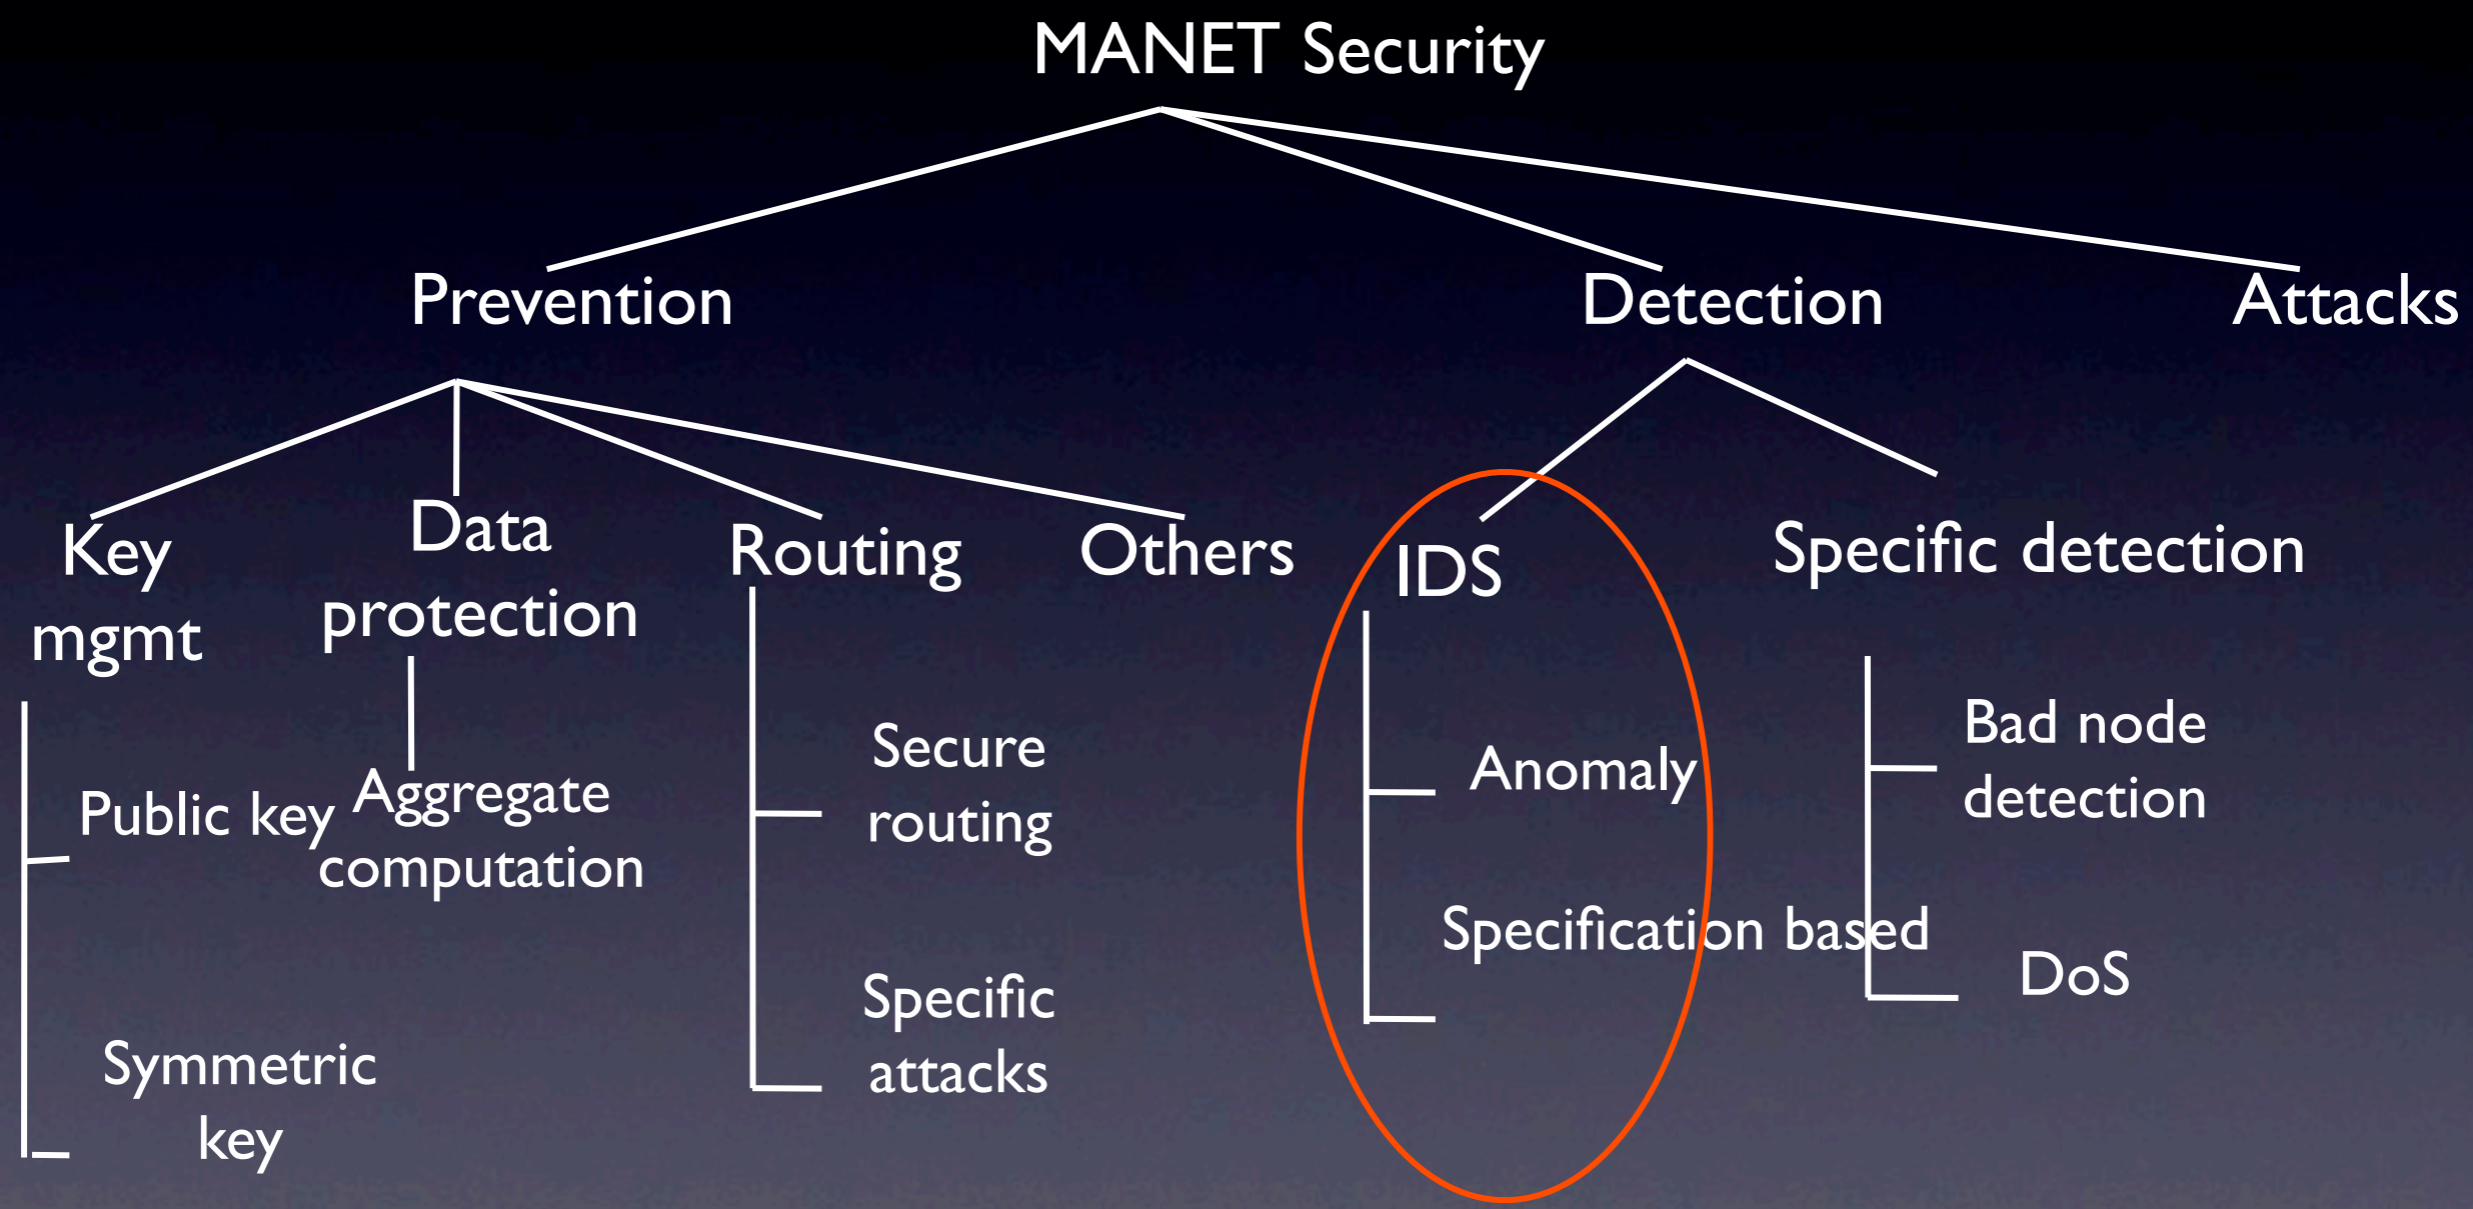 MANET Security
Prevention
Detection
Attacks
Key
mgmt
Data
protection
Routing
Others
IDS
Specific detection
Public key
Symmetric
key
Aggregate
computation
Secure
routing
Specific
attacks
Anomaly
Specification based
Bad node
detection
DoS